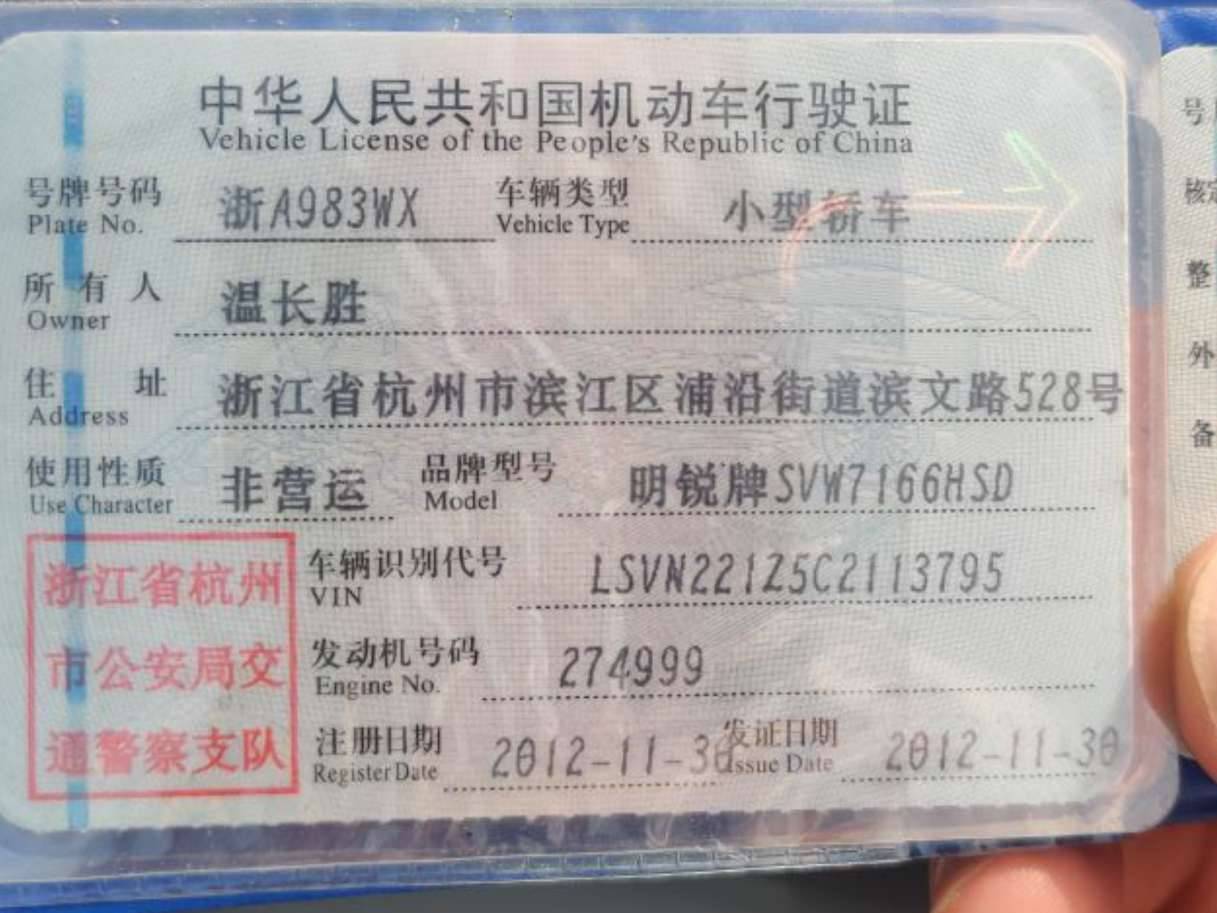 中华人民共和国机动车行驶证
Vehicle License of the People's Republic of China
号牌号码 浙A983WX 车辆类型 小型轿车
Plate No. Vehicle Type
所有人 温长胜
Owner
住址 浙江省杭州市滨江区浦沿街道滨文路528号
Address
使用性质 非营运 品牌型号 明锐牌SVW7166HSD
Use Character Model
浙江省杭州
市公安局交
通警察支队
车辆识别代号 LSVN221Z5C2113795
VIN
发动机号码 274999
Engine No.
注册日期 2012-11-30 发证日期 2012-11-30
Register Date Issue Date
号
核定
整
外
备